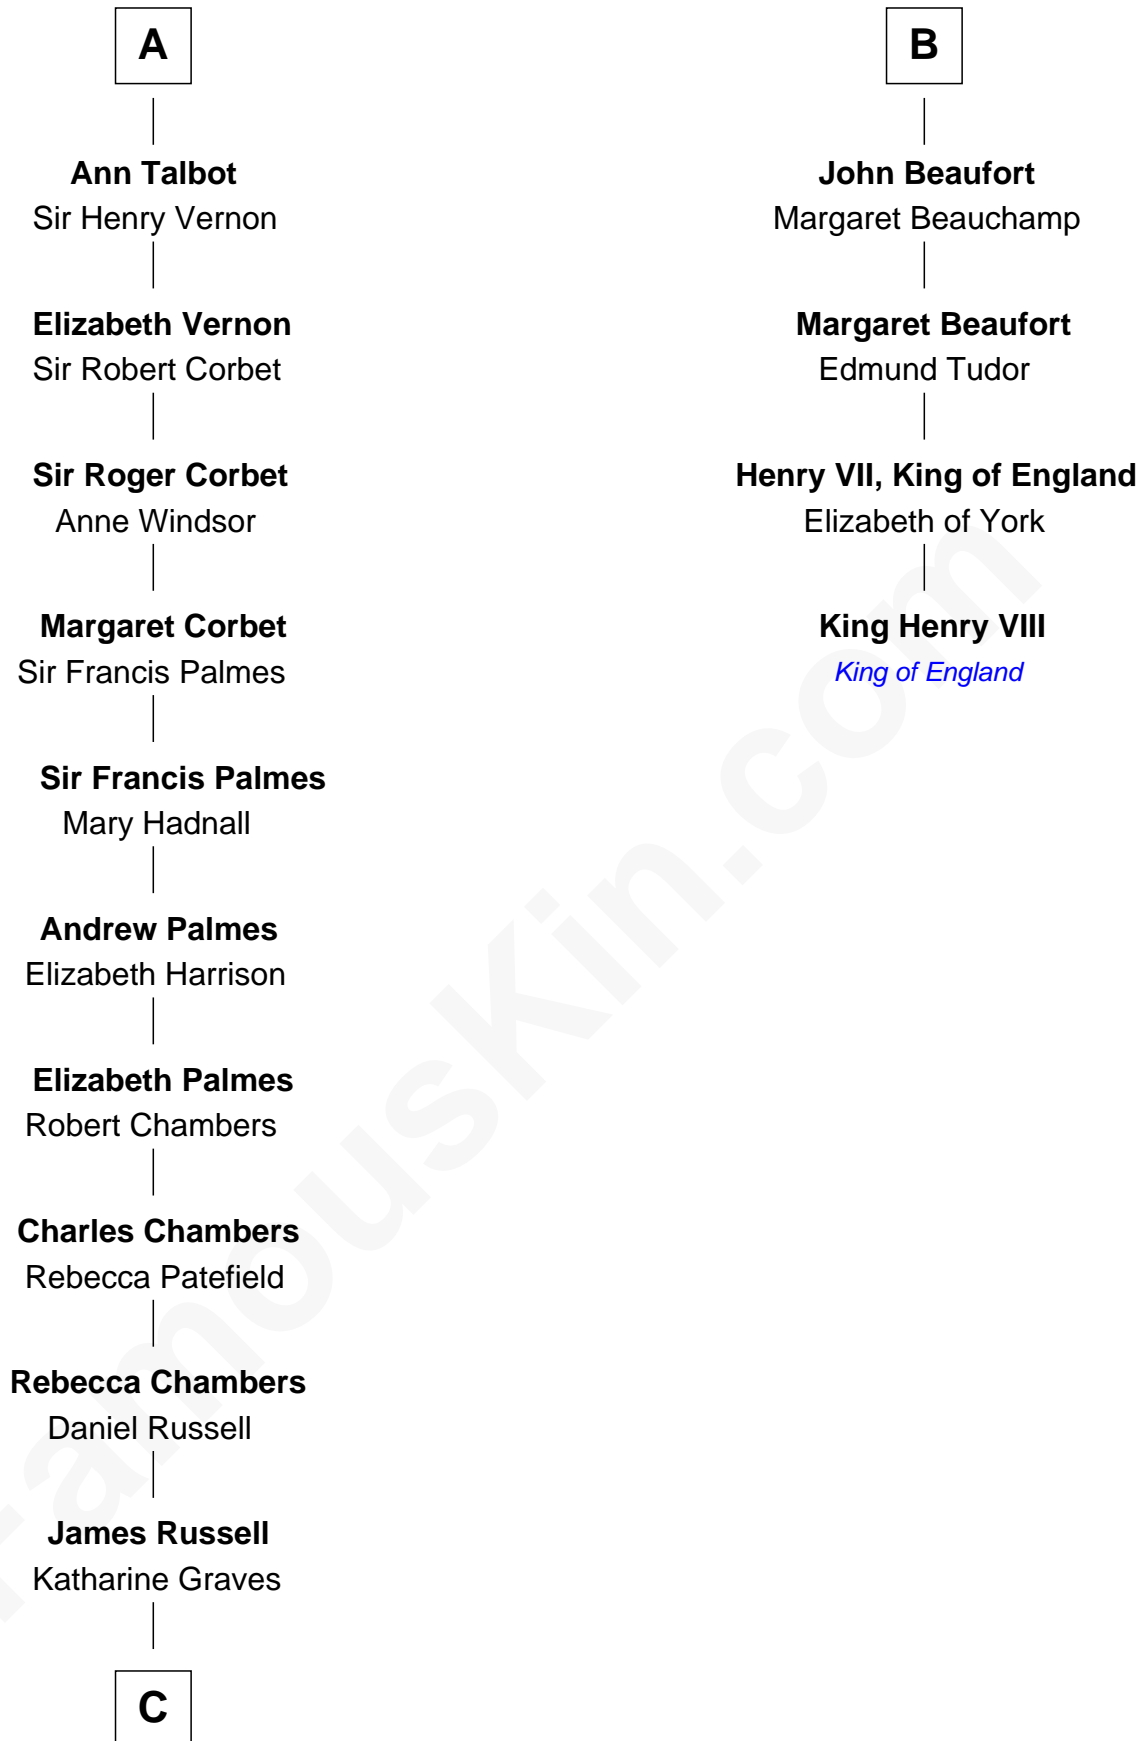 A
Ann Talbot
Sir Henry Vernon
Elizabeth Vernon
Sir Robert Corbet
Sir Roger Corbet
Anne Windsor
Margaret Corbet
Sir Francis Palmes
Sir Francis Palmes
Mary Hadnall
Andrew Palmes
Elizabeth Harrison
Elizabeth Palmes
Robert Chambers
Charles Chambers
Rebecca Patefield
Rebecca Chambers
Daniel Russell
James Russell
Katharine Graves
C
B
John Beaufort
Margaret Beauchamp
Margaret Beaufort
Edmund Tudor
Henry VII, King of England
Elizabeth of York
King Henry VIII
King of England
FamousKin.com